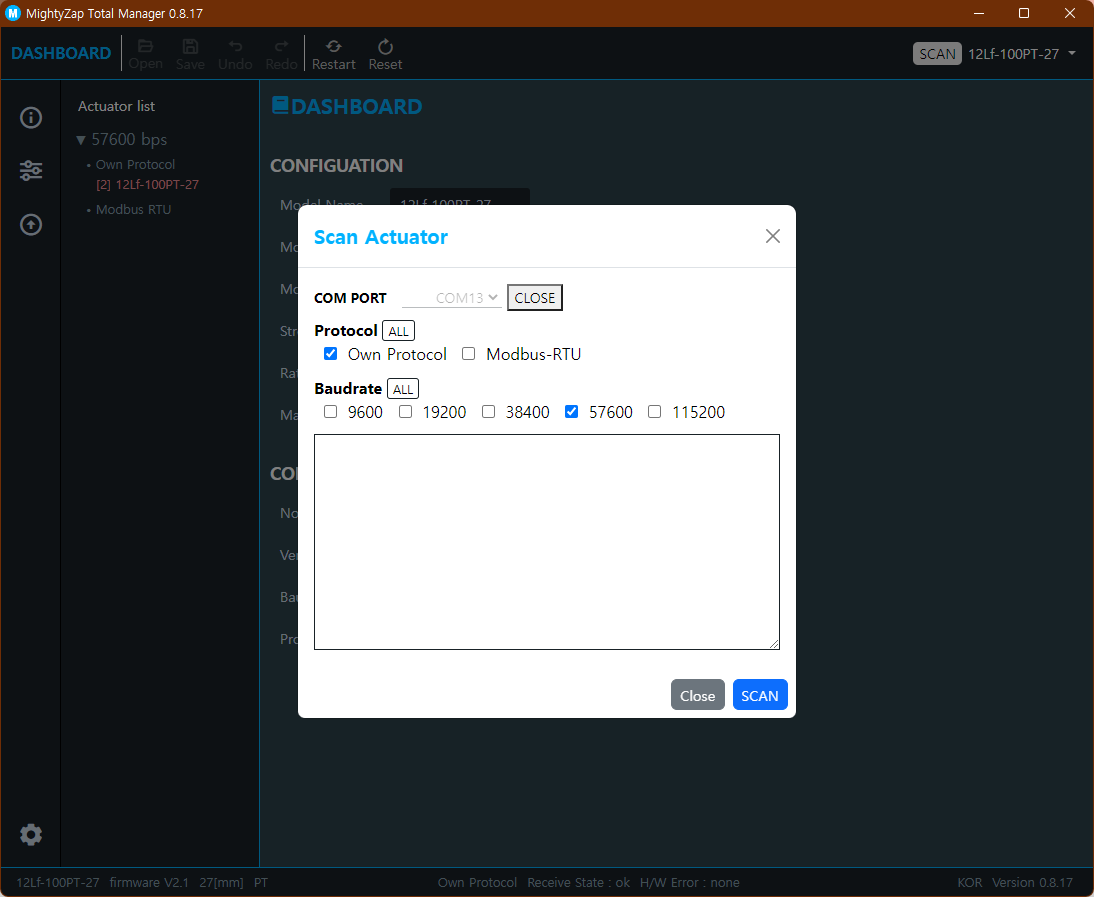 MightyZap Total Manager 0.8.17
DASHBOARD Open Save Undo Redo Restart Reset SCAN 12Lf-100PT-27
Actuator list
▼ 57600 bps
• Own Protocol
[2] 12Lf-100PT-27
• Modbus RTU
DASHBOARD
CONFIGUATION
Model Name 12Lf-100PT-27
Mo
Mo
Str
Rat
Ma
CO
No
Ver
Bau
Pro
Scan Actuator
COM PORT COM13 CLOSE
Protocol ALL
Own Protocol Modbus-RTU
Baudrate ALL
9600 19200 38400 57600 115200
Close SCAN
12Lf-100PT-27 firmware V2.1 27[mm] PT Own Protocol Receive State : ok H/W Error : none KOR Version 0.8.17